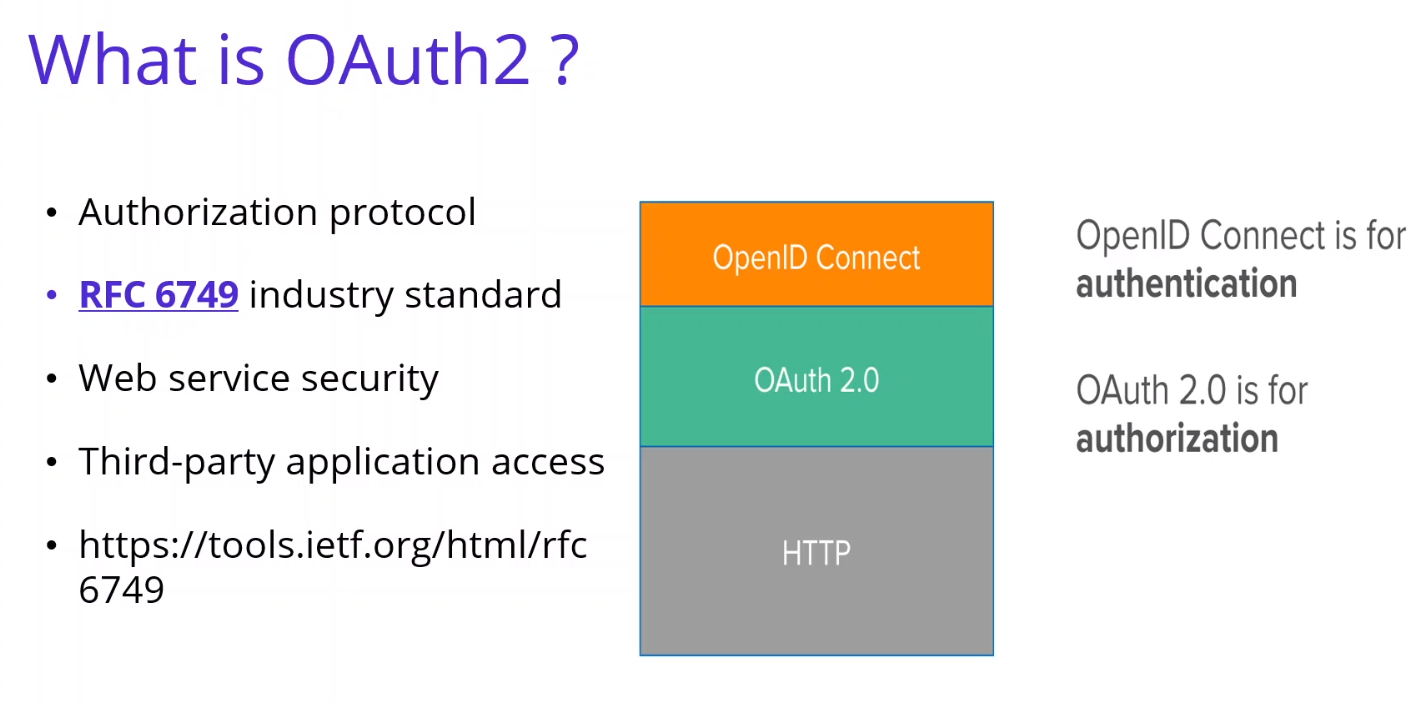 What is OAuth2 ?
• Authorization protocol
• RFC 6749 industry standard
• Web service security
• Third-party application access
• https://tools.ietf.org/html/rfc
6749
OpenID Connect
OAuth 2.0
HTTP
OpenID Connect is for
authentication
OAuth 2.0 is for
authorization